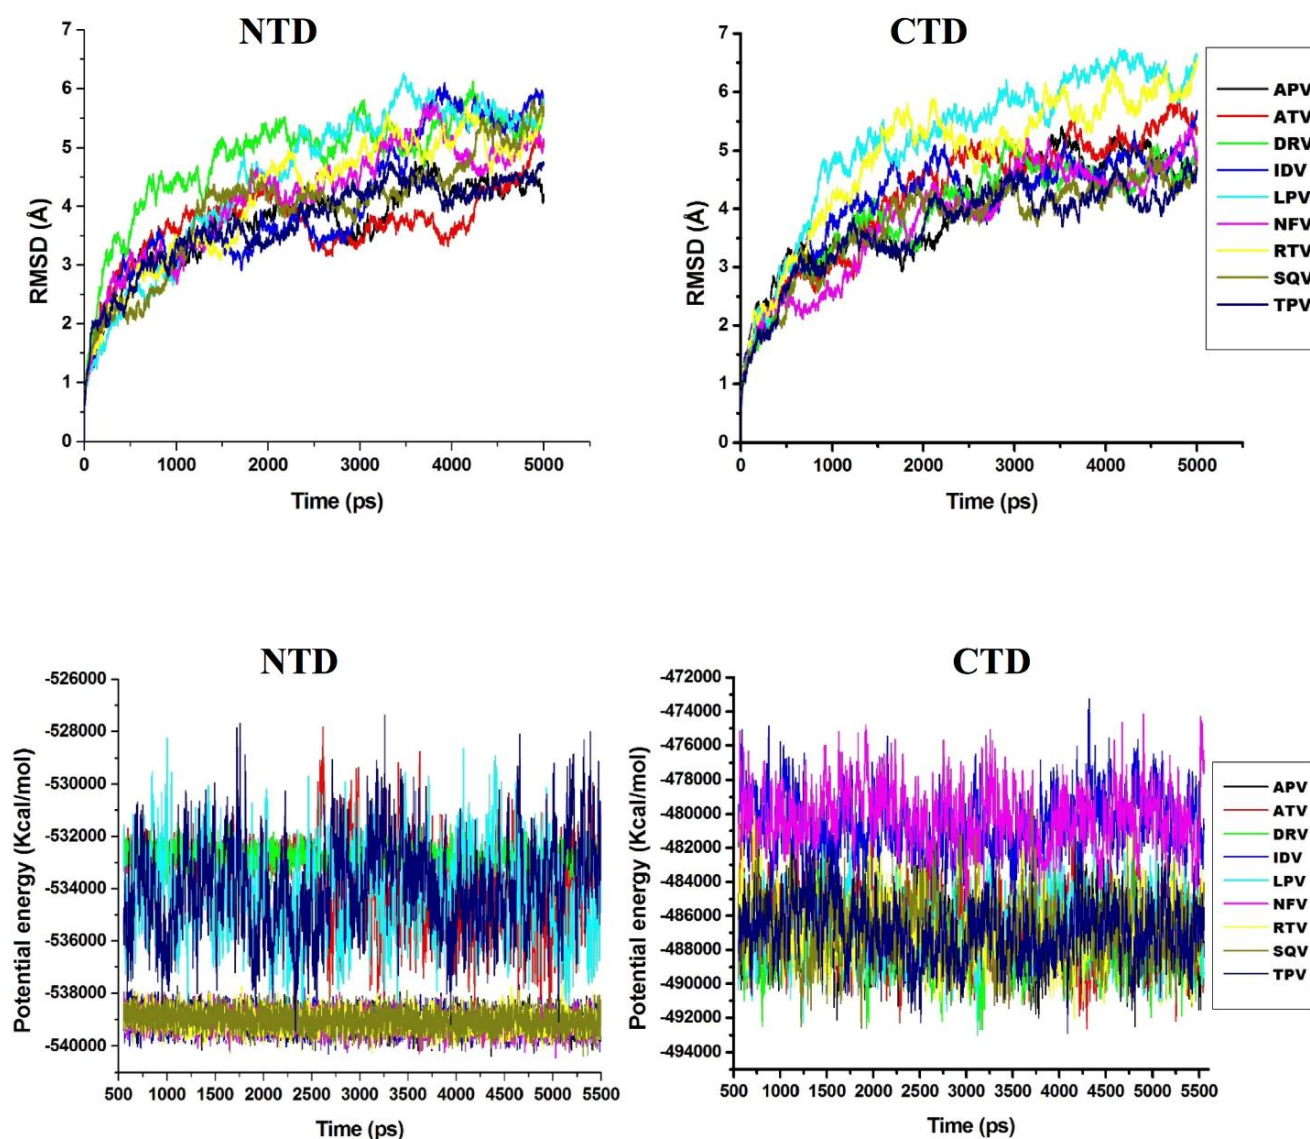 NTD
7
6
5
4
3
2
1
0
RMSD (Å)
0 1000 2000 3000 4000 5000
Time (ps)
CTD
7
6
5
4
3
2
1
0
RMSD (Å)
0 1000 2000 3000 4000 5000
Time (ps)
APV
ATV
DRV
IDV
LPV
NFV
RTV
SQV
TPV
NTD
-526000
-528000
-530000
-532000
-534000
-536000
-538000
-540000
Potential energy (Kcal/mol)
500 1000 1500 2000 2500 3000 3500 4000 4500 5000 5500
Time (ps)
CTD
-472000
-474000
-476000
-478000
-480000
-482000
-484000
-486000
-488000
-490000
-492000
-494000
Potential energy (Kcal/mol)
500 1000 1500 2000 2500 3000 3500 4000 4500 5000 5500
Time (ps)
APV
ATV
DRV
IDV
LPV
NFV
RTV
SQV
TPV